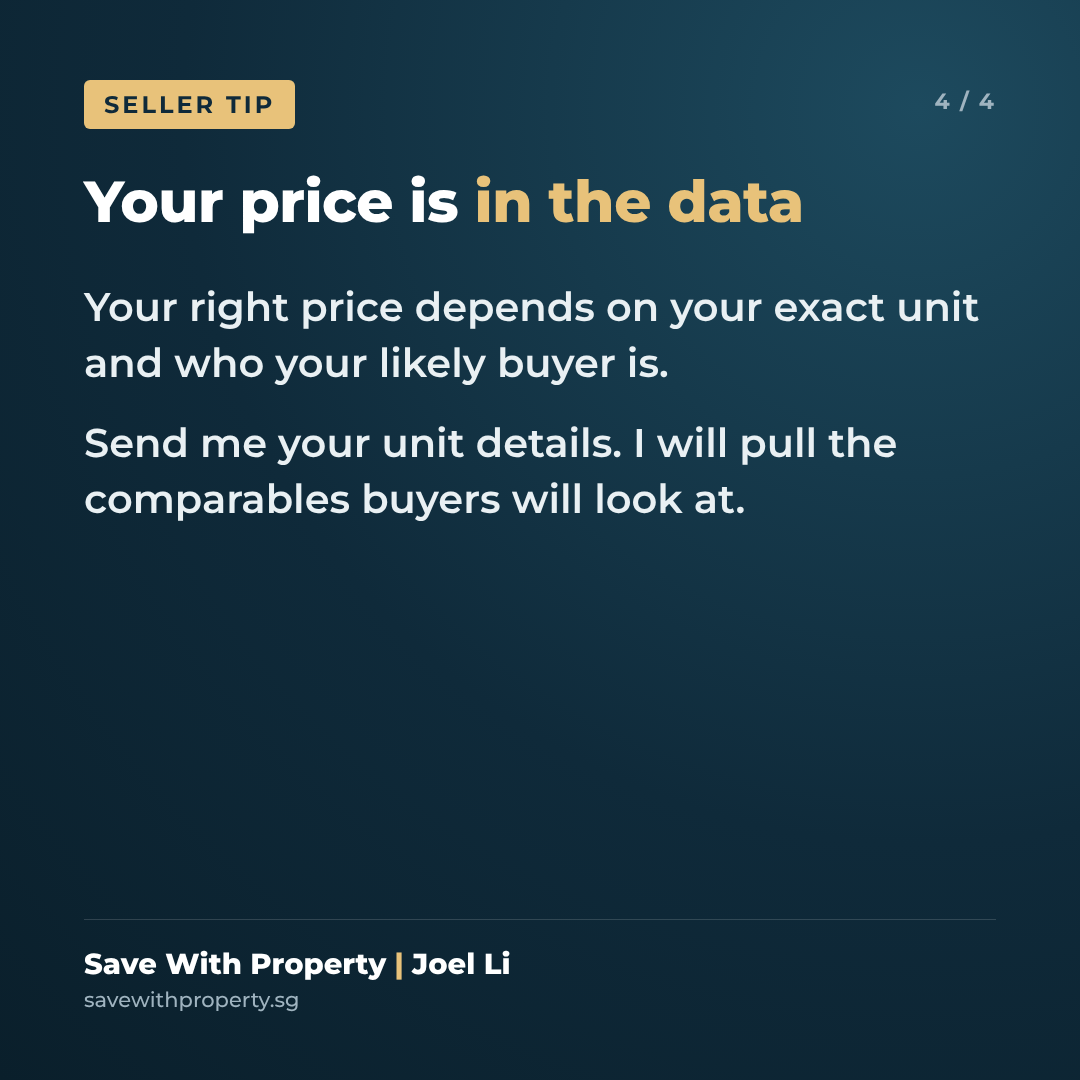 SELLER TIP
4 / 4
Your price is in the data
Your right price depends on your exact unit
and who your likely buyer is.
Send me your unit details. I will pull the
comparables buyers will look at.
Save With Property | Joel Li
savewithproperty.sg